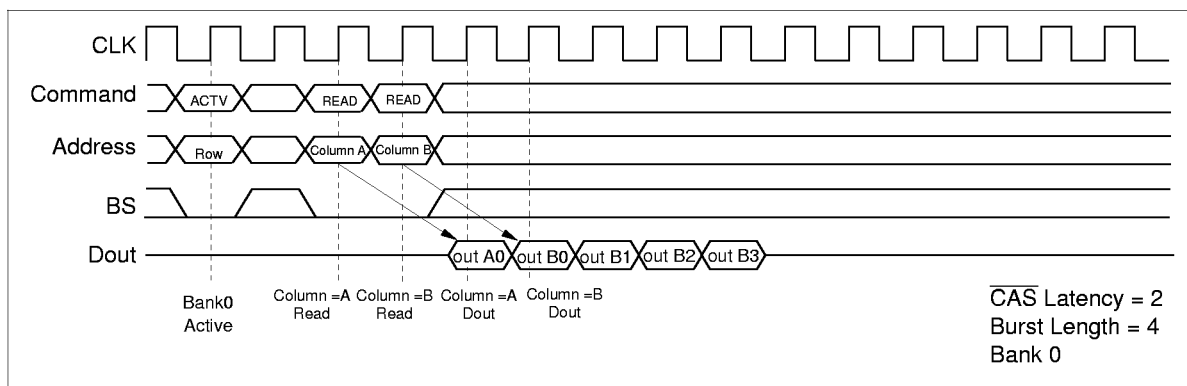 CLK
Command
ACTV
READ
READ
Address
Row
Column A
Column B
BS
Dout
out A0
out B0
out B1
out B2
out B3
Bank0
Active
Column =A
Read
Column =B
Read
Column =A
Dout
Column =B
Dout
CAS Latency = 2
Burst Length = 4
Bank 0